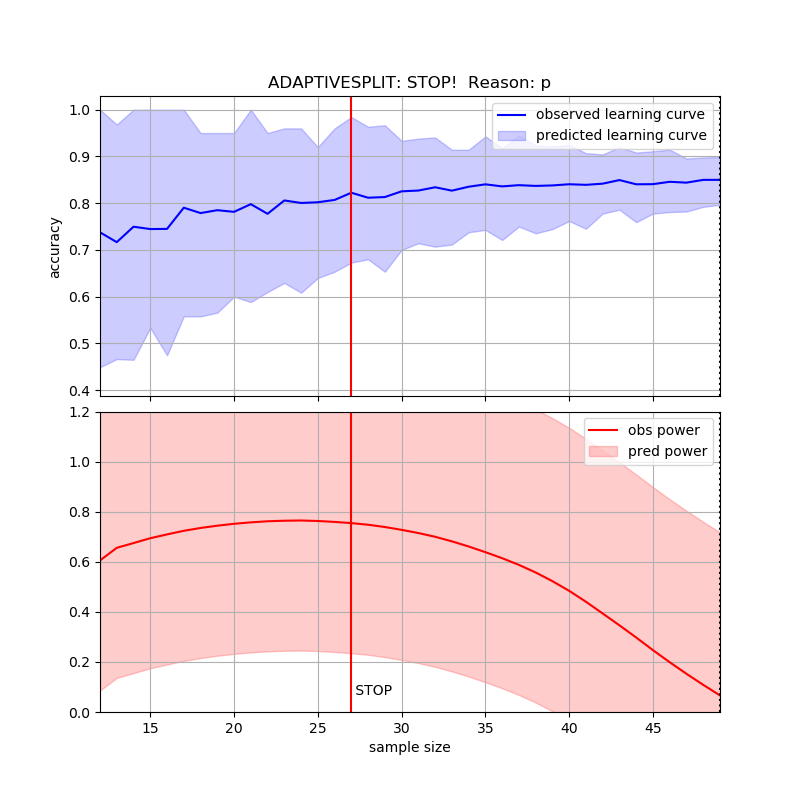 ADAPTIVESPLIT: STOP!  Reason: p
observed learning curve
predicted learning curve
1.0
0.9
0.8
0.7
0.6
0.5
0.4
accuracy
obs power
pred power
1.2
1.0
0.8
0.6
0.4
0.2
0.0
STOP
15 20 25 30 35 40 45
sample size